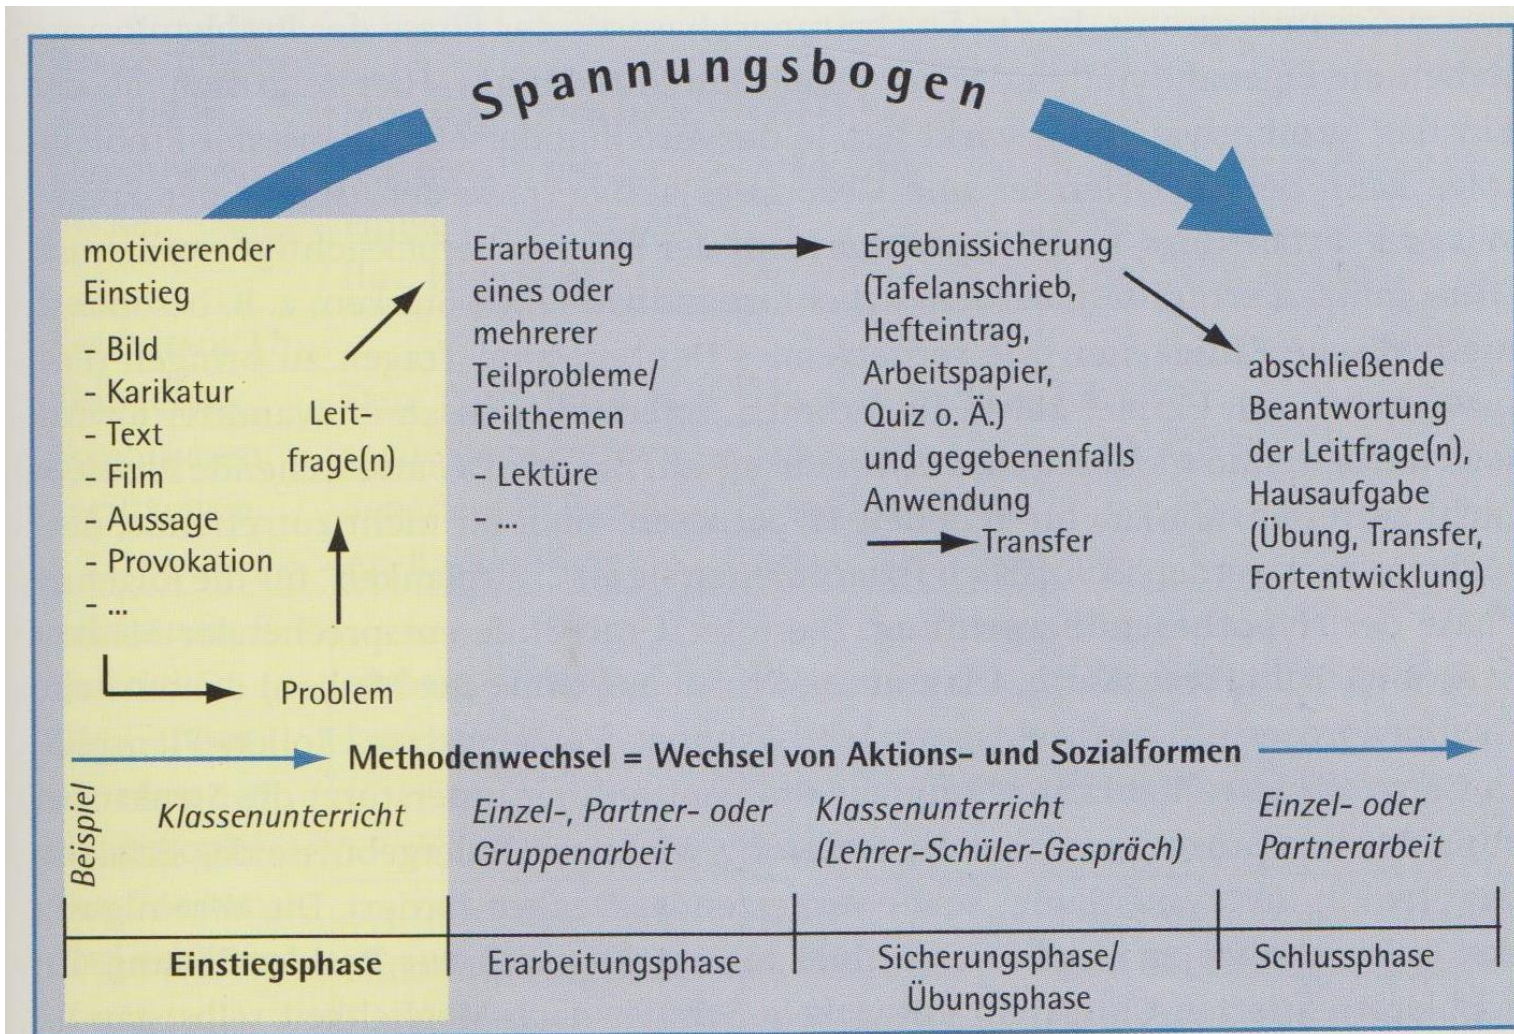 Spannungsbogen
motivierender
Einstieg
- Bild
- Karikatur
- Text
- Film
- Aussage
- Provokation
- ...
Problem
Leit-
frage(n)
Erarbeitung
eines oder
mehrerer
Teilprobleme/
Teilthemen
- Lektüre
- ...
Ergebnissicherung
(Tafelanschrieb,
Hefteintrag,
Arbeitspapier,
Quiz o. Ä.)
und gegebenenfalls
Anwendung
Transfer
abschließende
Beantwortung
der Leitfrage(n),
Hausaufgabe
(Übung, Transfer,
Fortentwicklung)
Methodenwechsel = Wechsel von Aktions- und Sozialformen
Beispiel
Klassenunterricht
Einzel-, Partner- oder
Gruppenarbeit
Klassenunterricht
(Lehrer-Schüler-Gespräch)
Einzel- oder
Partnerarbeit
Einstiegsphase
Erarbeitungsphase
Sicherungsphase/
Übungsphase
Schlussphase